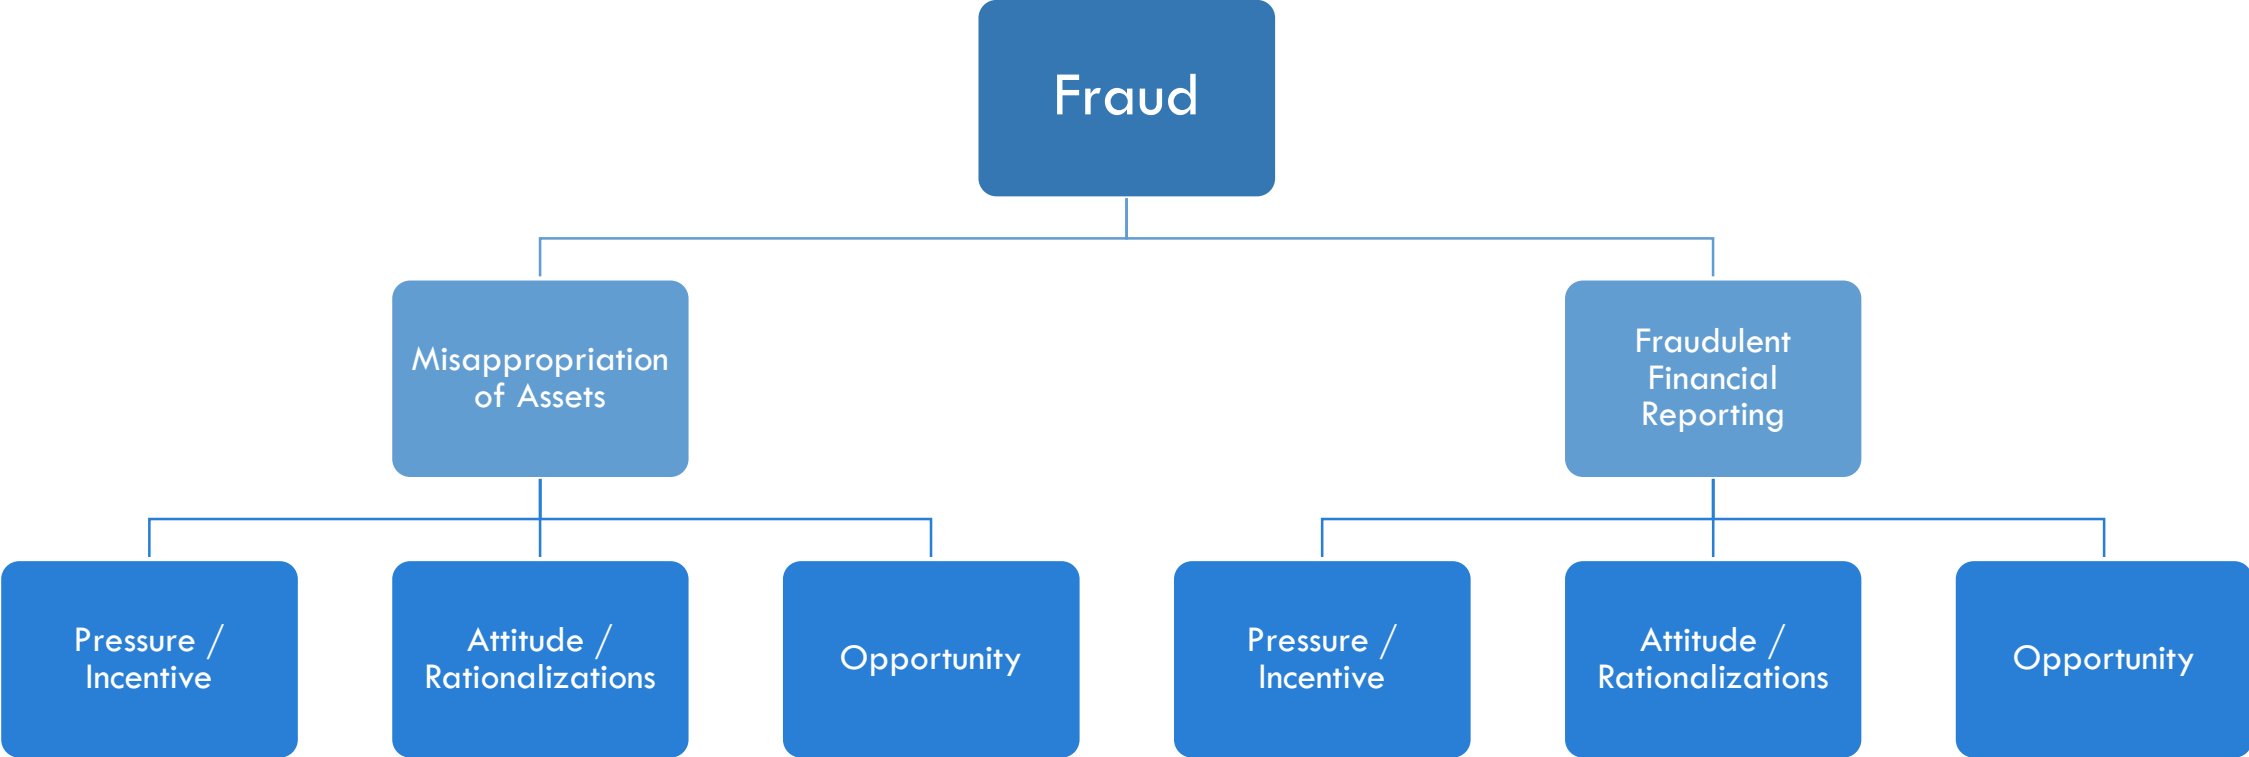 Fraud
Misappropriation
of Assets
Fraudulent
Financial
Reporting
Pressure /
Incentive
Attitude /
Rationalizations
Opportunity
Pressure /
Incentive
Attitude /
Rationalizations
Opportunity